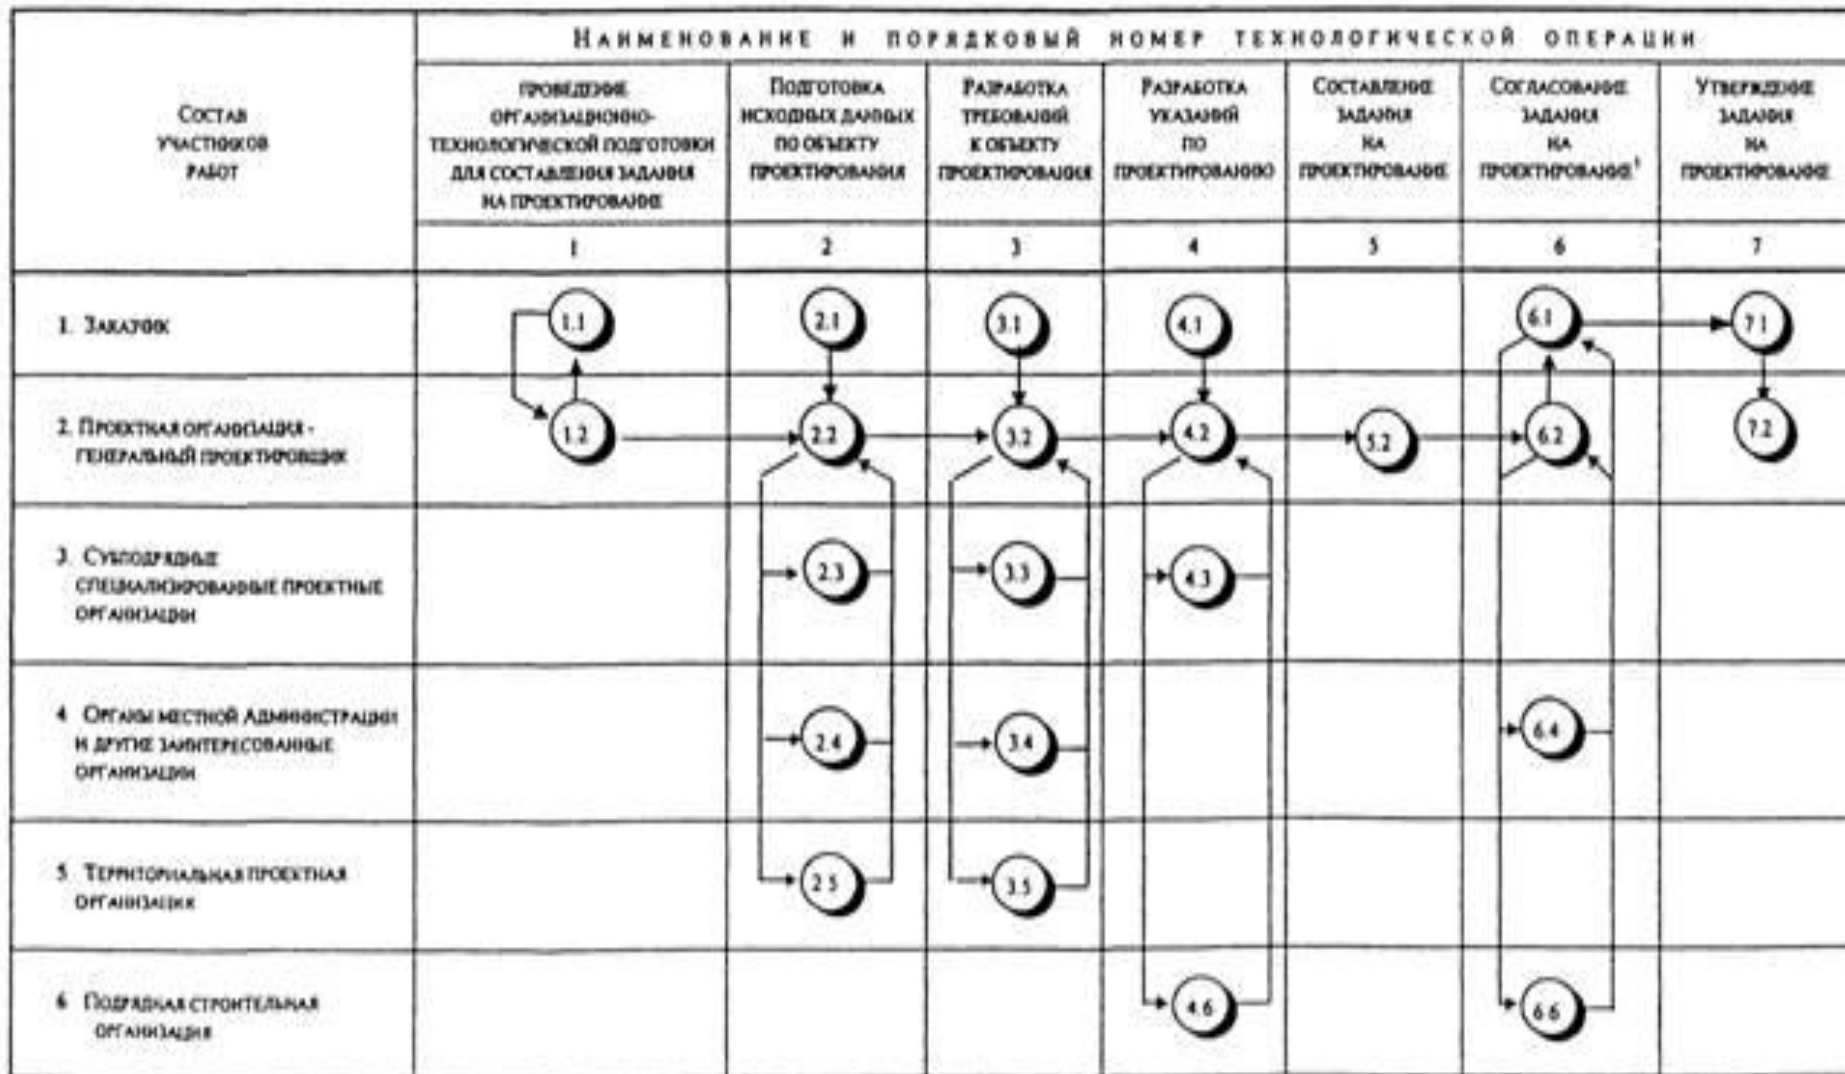 НАИМЕНОВАНИЕ И ПОРЯДКОВЫЙ НОМЕР ТЕХНОЛОГИЧЕСКОЙ ОПЕРАЦИИ
СОСТАВ
УЧАСТНИКОВ
РАБОТ
ПРОВЕДЕНИЕ
ОРГАНИЗАЦИОННО-
ТЕХНОЛОГИЧЕСКОЙ ПОДГОТОВКИ
ДЛЯ СОСТАВЛЕНИЯ ЗАДАНИЯ
НА ПРОЕКТИРОВАНИЕ
ПОДГОТОВКА
ИСХОДНЫХ ДАННЫХ
ПО ОБЪЕКТУ
ПРОЕКТИРОВАНИЯ
РАЗРАБОТКА
ТРЕБОВАНИЙ
К ОБЪЕКТУ
ПРОЕКТИРОВАНИЯ
РАЗРАБОТКА
УКАЗАНИЙ
ПО
ПРОЕКТИРОВАНИЮ
СОСТАВЛЕНИЕ
ЗАДАНИЯ
НА
ПРОЕКТИРОВАНИЕ
СОГЛАСОВАНИЕ
ЗАДАНИЯ
НА
ПРОЕКТИРОВАНИЕ¹
УТВЕРЖДЕНИЕ
ЗАДАНИЯ
НА
ПРОЕКТИРОВАНИЕ
1 2 3 4 5 6 7
1. ЗАКАЗЧИК
1.1 2.1 3.1 4.1 6.1 7.1
2. ПРОЕКТНАЯ ОРГАНИЗАЦИЯ -
ГЕНЕРАЛЬНЫЙ ПРОЕКТИРОВЩИК
1.2 2.2 3.2 4.2 5.2 6.2 7.2
3. СУБПОДРЯДНЫЕ
СПЕЦИАЛИЗИРОВАННЫЕ ПРОЕКТНЫЕ
ОРГАНИЗАЦИИ
2.3 3.3 4.3
4 ОРГАНЫ МЕСТНОЙ АДМИНИСТРАЦИИ
И ДРУГИЕ ЗАИНТЕРЕСОВАННЫЕ
ОРГАНИЗАЦИИ
2.4 3.4 6.4
5 ТЕРРИТОРИАЛЬНАЯ ПРОЕКТНАЯ
ОРГАНИЗАЦИЯ
2.5 3.5
6 ПОДРЯДНАЯ СТРОИТЕЛЬНАЯ
ОРГАНИЗАЦИЯ
4.6 6.6